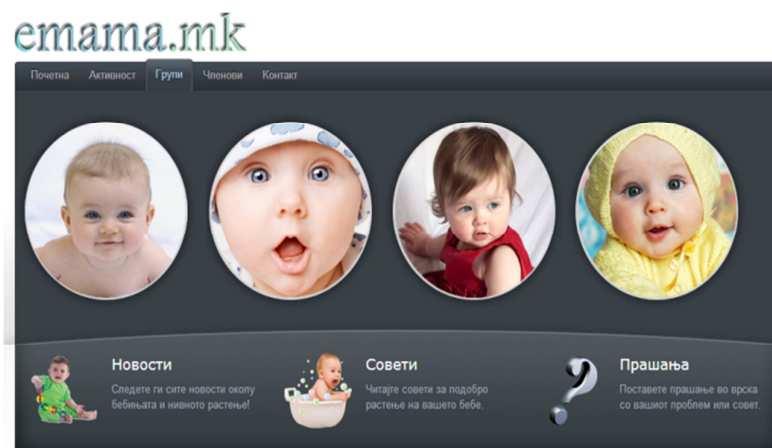 emama.mk
Почетна Активност Групи Членови Контакт
Новости
Следете ги сите новости околу
бебињата и нивното растење!
Совети
Читајте совети за подобро
растење на вашето бебе.
Прашања
Поставете прашање во врска
со вашиот проблем или совет.